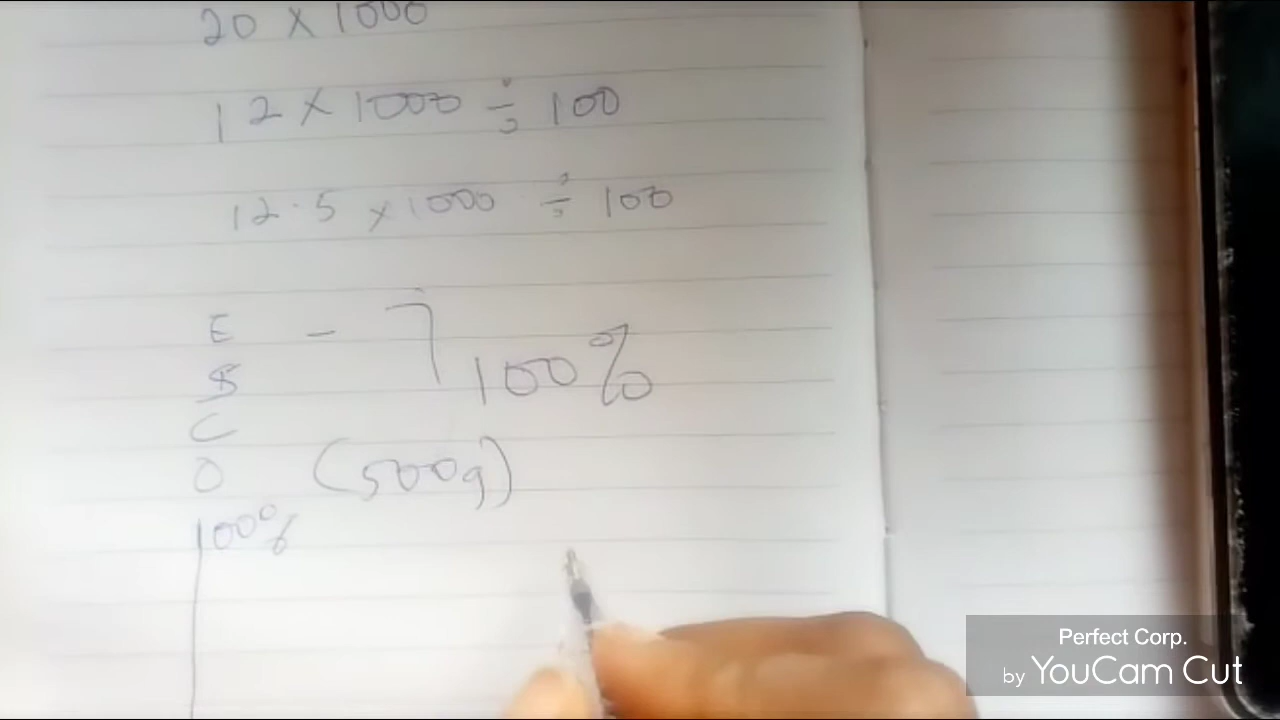 20 x 1000
12 x 1000 ÷ 100
12.5 x 1000 ÷ 100
E -
B
100%
C
O (500g)
100%
Perfect Corp.
by YouCam Cut